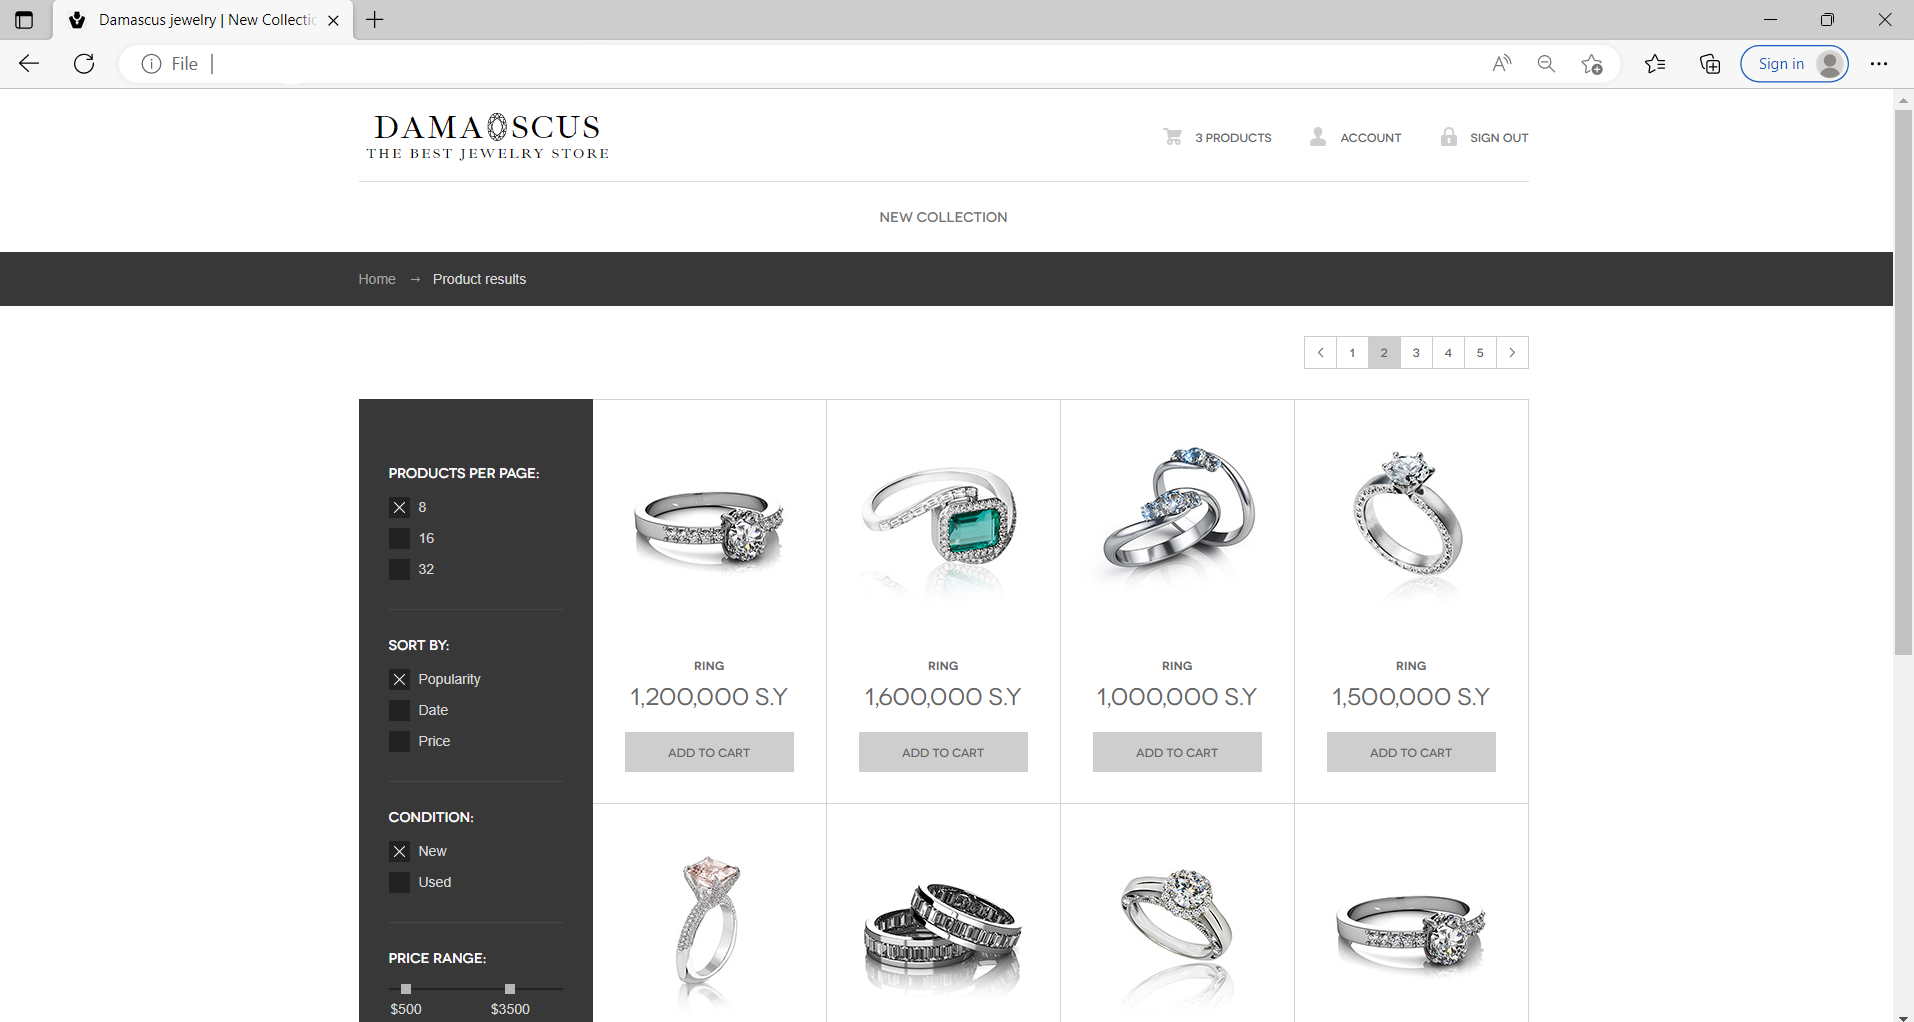 Damascus jewelry | New Collectic
File
Sign in
DAMASCUS
THE BEST JEWELRY STORE
3 PRODUCTS
ACCOUNT
SIGN OUT
NEW COLLECTION
Home → Product results
< 1 2 3 4 5 >
PRODUCTS PER PAGE:
8
16
32
SORT BY:
Popularity
Date
Price
CONDITION:
New
Used
PRICE RANGE:
$500 $3500
RING
1,200,000 S.Y
ADD TO CART
RING
1,600,000 S.Y
ADD TO CART
RING
1,000,000 S.Y
ADD TO CART
RING
1,500,000 S.Y
ADD TO CART